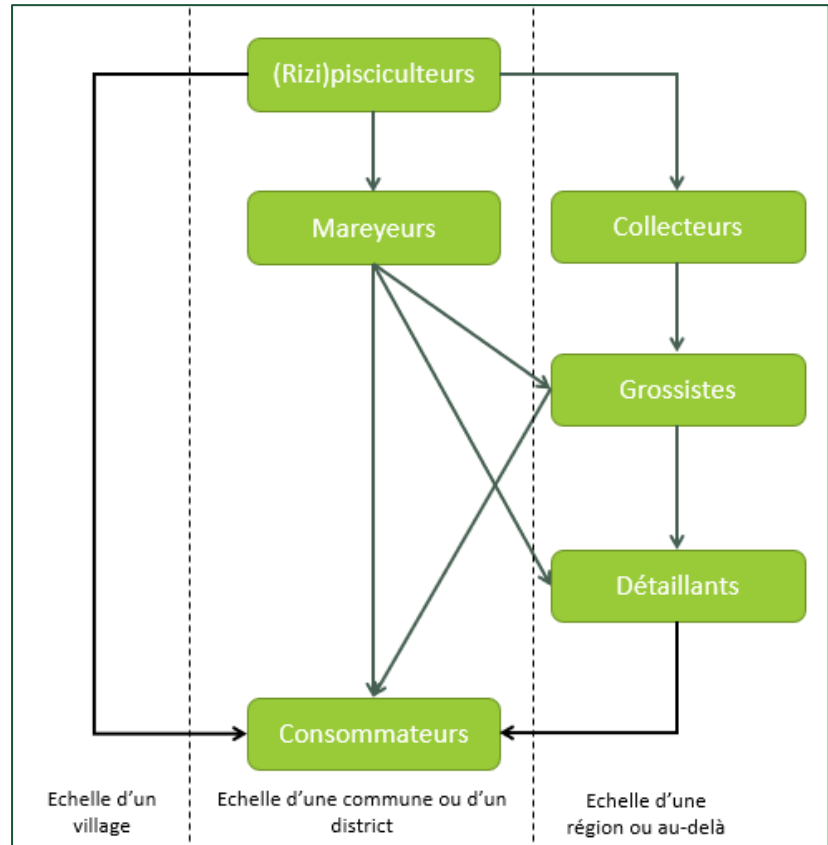 (Rizi)pisciculteurs
Mareyeurs
Collecteurs
Grossistes
Détaillants
Consommateurs
Echelle d'un
village
Echelle d'une commune ou d'un
district
Echelle d'une
région ou au-delà